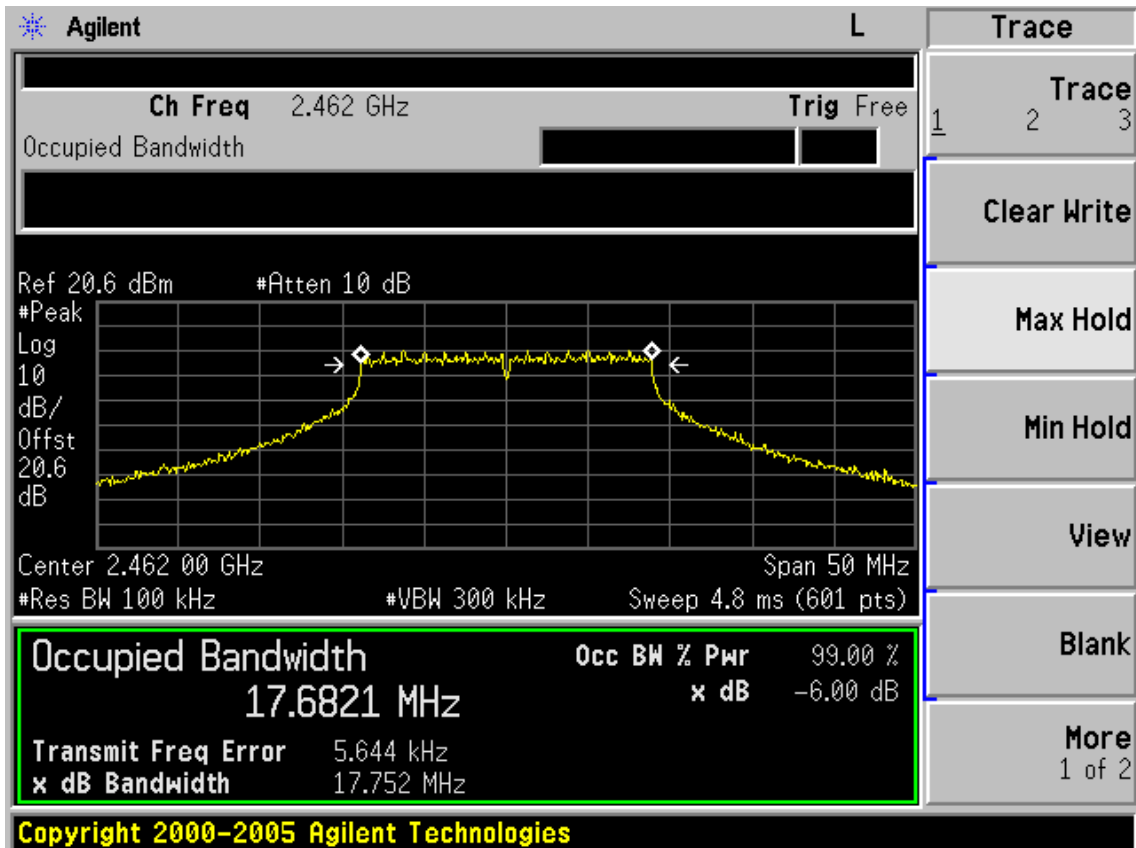 Agilent L Trace
Ch Freq 2.462 GHz Trig Free
Occupied Bandwidth
Ref 20.6 dBm #Atten 10 dB
#Peak
Log
10
dB/
Offst
20.6
dB
Center 2.462 00 GHz Span 50 MHz
#Res BW 100 kHz #VBW 300 kHz Sweep 4.8 ms (601 pts)
Occupied Bandwidth
17.6821 MHz
Occ BW % Pwr 99.00 %
x dB -6.00 dB
Transmit Freq Error 5.644 kHz
x dB Bandwidth 17.752 MHz
Copyright 2000-2005 Agilent Technologies
Trace
1 2 3
Clear Write
Max Hold
Min Hold
View
Blank
More
1 of 2